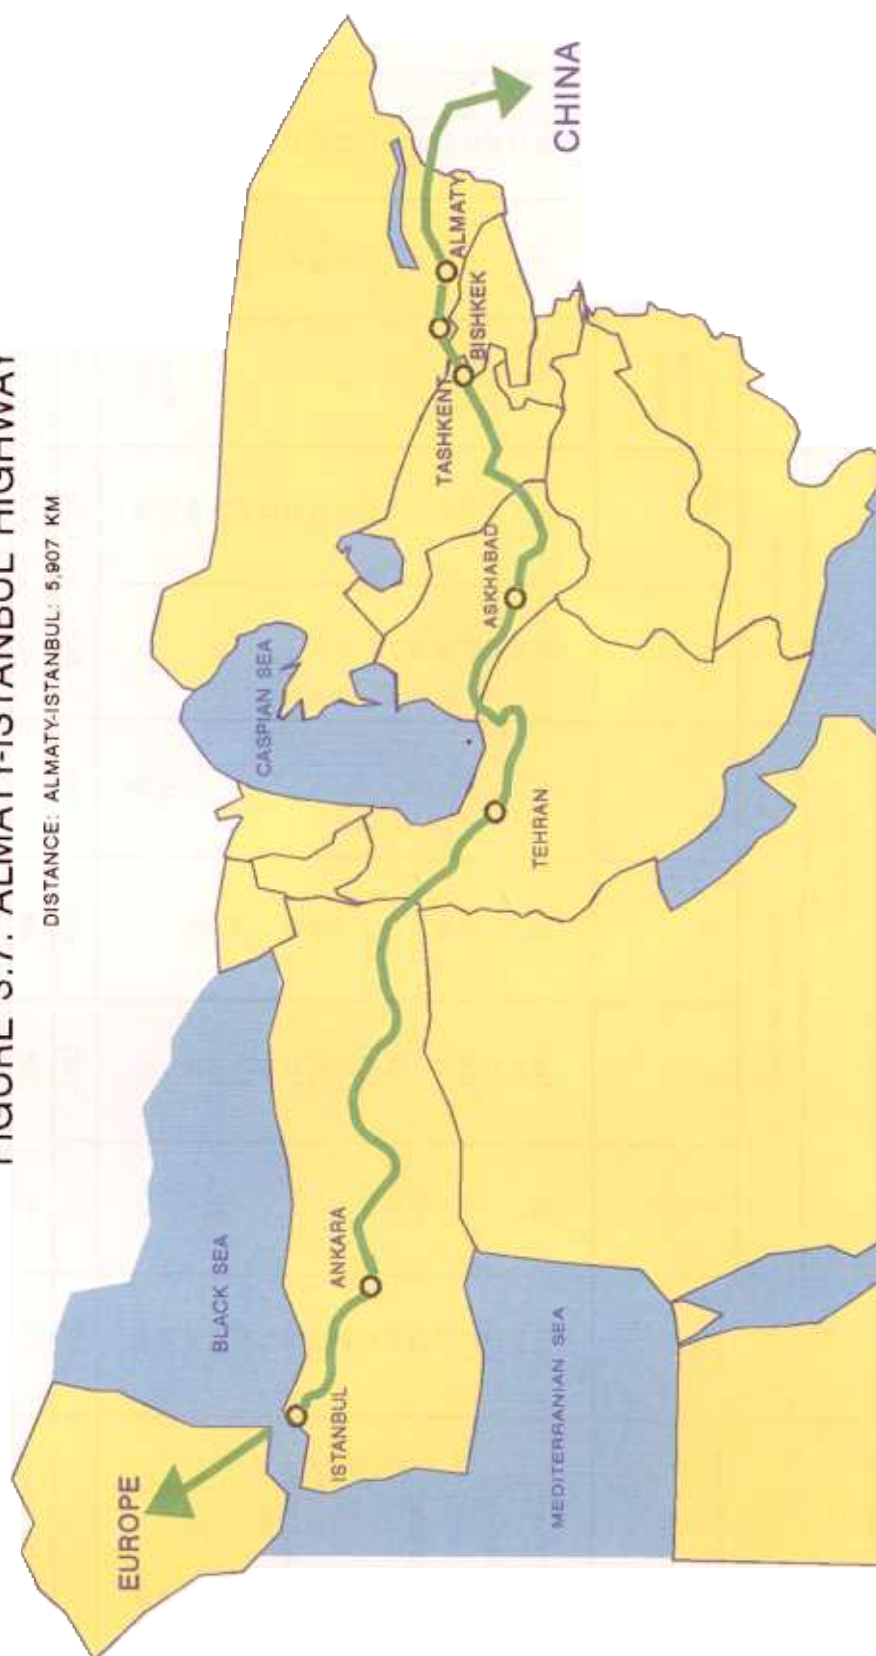 FIGURE 3.7: ALMATY-ISTANBUL HIGHWAY
DISTANCE: ALMATY-ISTANBUL: 5,907 KM
EUROPE
BLACK SEA
CASPIAN SEA
ISTANBUL
ANKARA
TEHRAN
ASKHABAD
TASHKENT
BISHKEK
ALMATY
CHINA
MEDITERRANIAN SEA